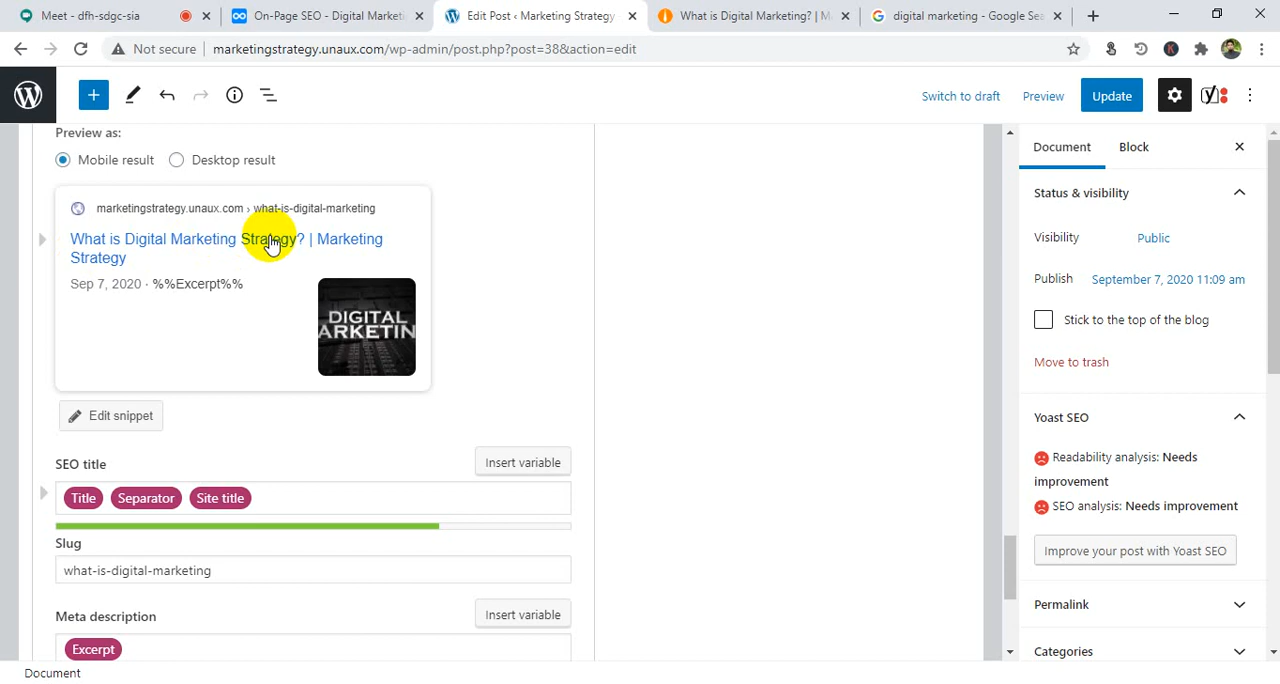 Meet - dfh-sdgc-sia
On-Page SEO - Digital Marketi
Edit Post ‹ Marketing Strategy
What is Digital Marketing? | M
digital marketing - Google Sea
Not secure
marketingstrategy.unaux.com/wp-admin/post.php?post=38&action=edit
Switch to draft
Preview
Update
Preview as:
Mobile result
Desktop result
marketingstrategy.unaux.com › what-is-digital-marketing
What is Digital Marketing Strategy? | Marketing
Strategy
Sep 7, 2020 · %%Excerpt%%
DIGITAL
ARKETIN
Edit snippet
SEO title
Insert variable
Title
Separator
Site title
Slug
what-is-digital-marketing
Meta description
Insert variable
Excerpt
Document
Document
Block
Status & visibility
Visibility
Public
Publish
September 7, 2020 11:09 am
Stick to the top of the blog
Move to trash
Yoast SEO
Readability analysis: Needs
improvement
SEO analysis: Needs improvement
Improve your post with Yoast SEO
Permalink
Categories